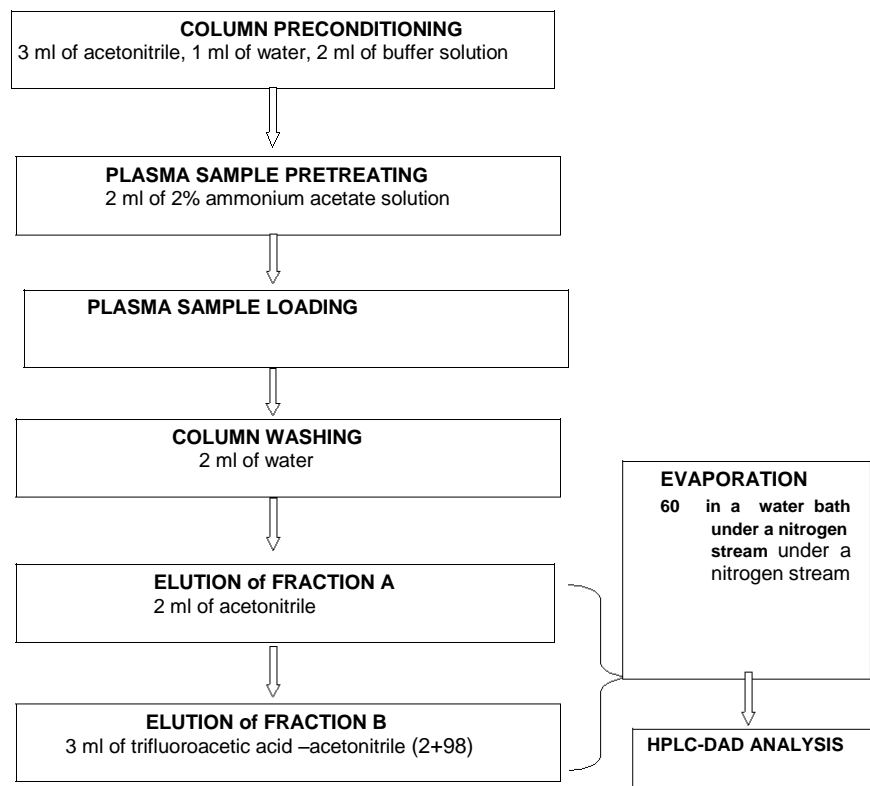 COLUMN PRECONDITIONING
3 ml of acetonitrile, 1 ml of water, 2 ml of buffer solution
PLASMA SAMPLE PRETREATING
2 ml of 2% ammonium acetate solution
PLASMA SAMPLE LOADING
COLUMN WASHING
2 ml of water
ELUTION of FRACTION A
2 ml of acetonitrile
ELUTION of FRACTION B
3 ml of trifluoroacetic acid –acetonitrile (2+98)
EVAPORATION
60 in a water bath
under a nitrogen
stream under a
nitrogen stream
HPLC-DAD ANALYSIS